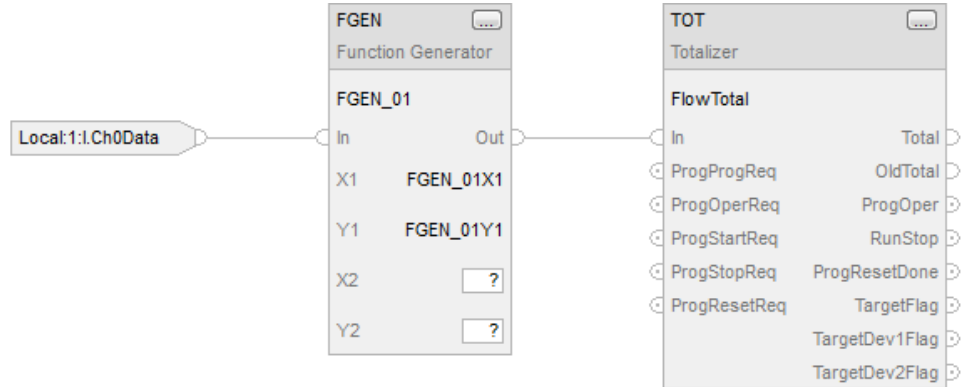 FGEN ...
Function Generator
FGEN_01
In Out
X1 FGEN_01X1
Y1 FGEN_01Y1
X2 ?
Y2 ?
Local:1:I.Ch0Data
TOT ...
Totalizer
FlowTotal
In Total
ProgProgReq OldTotal
ProgOperReq ProgOper
ProgStartReq RunStop
ProgStopReq ProgResetDone
ProgResetReq TargetFlag
TargetDev1Flag
TargetDev2Flag